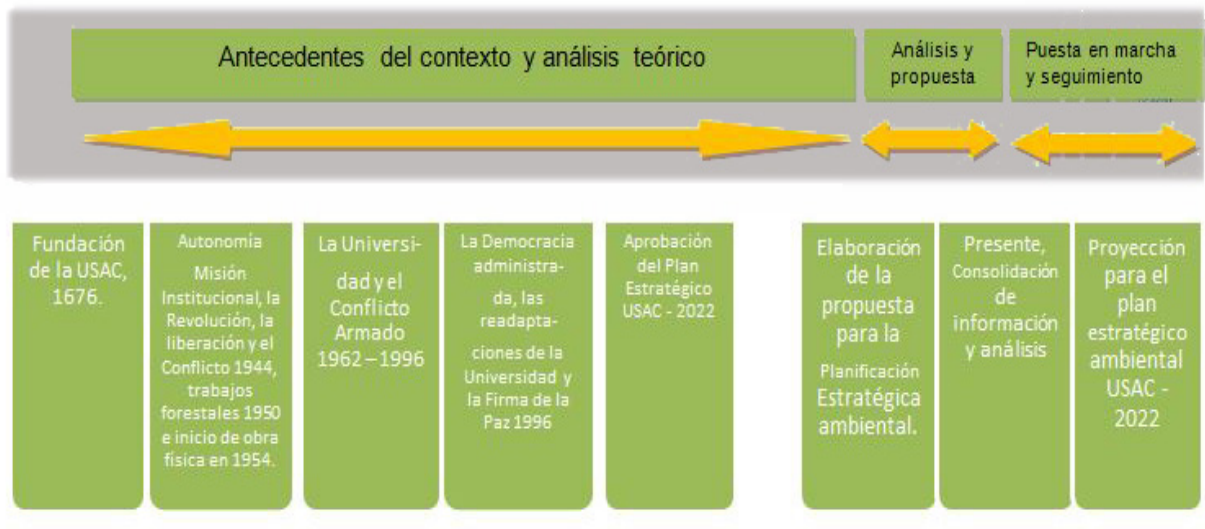 Antecedentes del contexto y análisis teórico
Análisis y
propuesta
Puesta en marcha
y seguimiento
Fundación
de la USAC,
1676.
Autonomía
Misión
Institucional, la
Revolución, la
liberación y el
Conflicto 1944,
trabajos
forestales 1950
e inicio de obra
física en 1954.
La Universi-
dad y el
Conflicto
Armado
1962 – 1996
La Democracia
administra-
da, las
readapta-
ciones de la
Universidad y
la Firma de la
Paz 1996
Aprobación
del Plan
Estratégico
USAC - 2022
Elaboración
de la
propuesta
para la
Planificación
Estratégica
ambiental.
Presente,
Consolidación
de
información
y análisis
Proyección
para el
plan
estratégico
ambiental
USAC -
2022